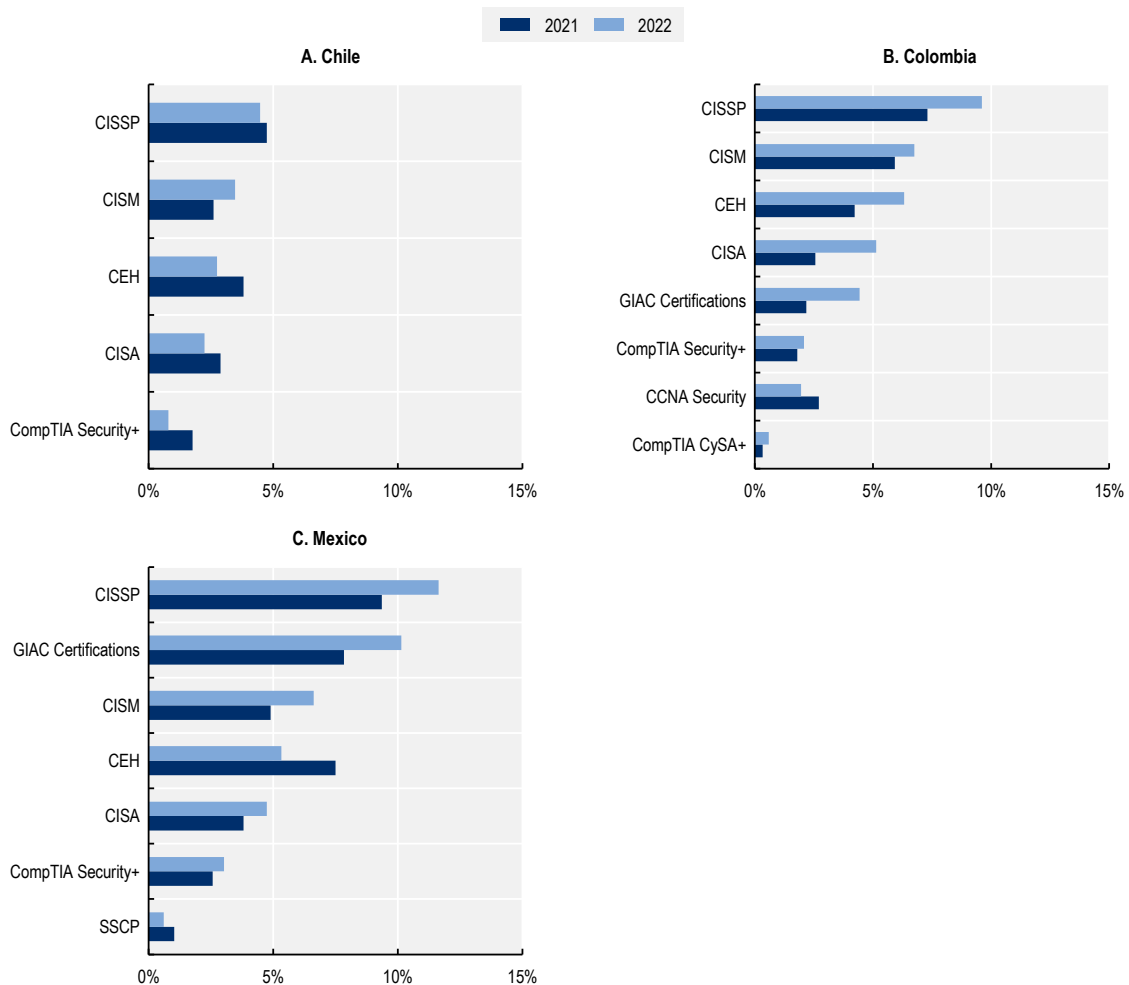 2021 2022
A. Chile
CISSP
CISM
CEH
CISA
CompTIA Security+
0% 5% 10% 15%
B. Colombia
CISSP
CISM
CEH
CISA
GIAC Certifications
CompTIA Security+
CCNA Security
CompTIA CySA+
0% 5% 10% 15%
C. Mexico
CISSP
GIAC Certifications
CISM
CEH
CISA
CompTIA Security+
SSCP
0% 5% 10% 15%